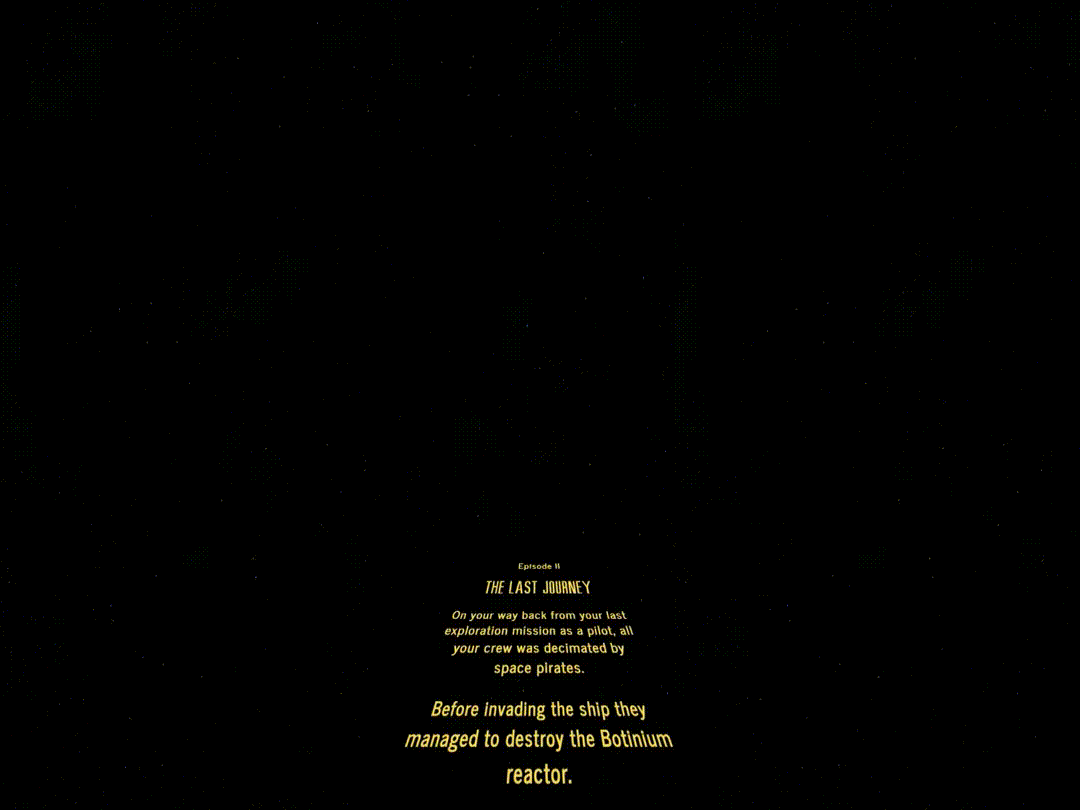 Episode II
THE LAST JOURNEY
On your way back from your last
exploration mission as a pilot, all
your crew was decimated by
space pirates.
Before invading the ship they
managed to destroy the Botinium
reactor.